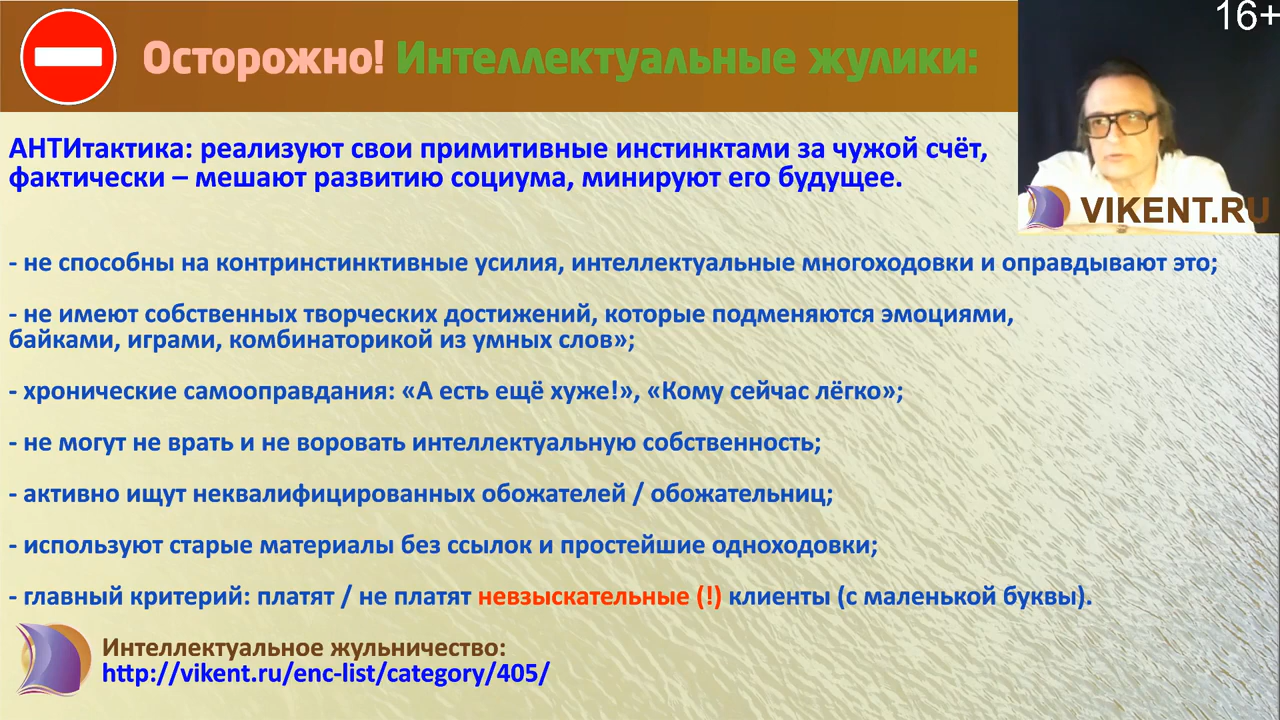 16+
Осторожно! Интеллектуальные жулики:
АНТИтактика: реализуют свои примитивные инстинктами за чужой счёт,
фактически – мешают развитию социума, минируют его будущее.
VIKENT.RU
- не способны на контринстинктивные усилия, интеллектуальные многоходовки и оправдывают это;
- не имеют собственных творческих достижений, которые подменяются эмоциями,
байками, играми, комбинаторикой из умных слов»;
- хронические самооправдания: «А есть ещё хуже!», «Кому сейчас лёгко»;
- не могут не врать и не воровать интеллектуальную собственность;
- активно ищут неквалифицированных обожателей / обожательниц;
- используют старые материалы без ссылок и простейшие одноходовки;
- главный критерий: платят / не платят невзыскательные (!) клиенты (с маленькой буквы).
Интеллектуальное жульничество:
http://vikent.ru/enc-list/category/405/